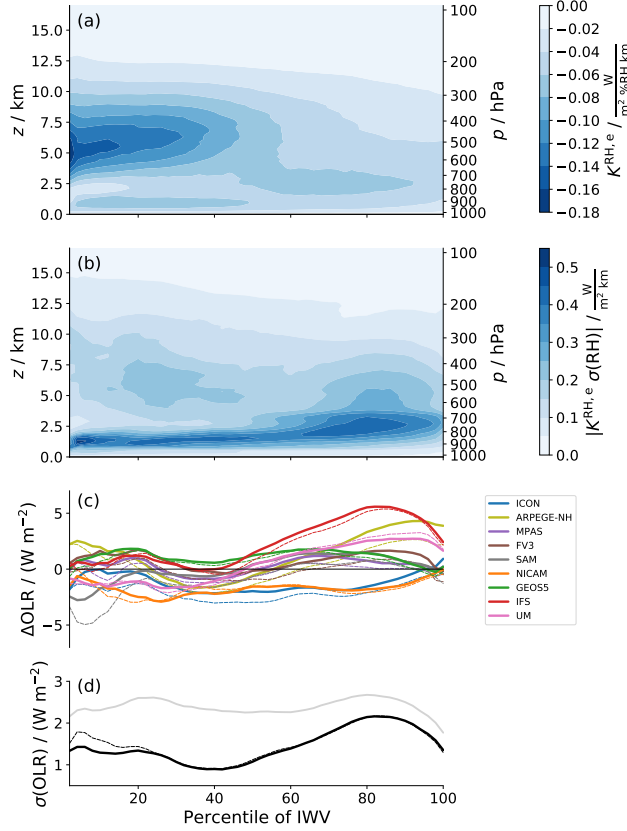 (a)
15.0
12.5
10.0
7.5
5.0
2.5
0.0
z / km
100
200
300
400
500
600
700
800
900
1000
p / hPa
0.00
−0.02
−0.04
−0.06
−0.08
−0.10
−0.12
−0.14
−0.16
−0.18
K^RH, e / W / m² %RH km
(b)
15.0
12.5
10.0
7.5
5.0
2.5
0.0
z / km
100
200
300
400
500
600
700
800
900
1000
p / hPa
0.5
0.4
0.3
0.2
0.1
0.0
|K^RH, e σ(RH)| / W / m² km
(c)
5
0
−5
ΔOLR / (W m⁻²)
ICON
ARPEGE-NH
MPAS
FV3
SAM
NICAM
GEOS5
IFS
UM
(d)
3
2
1
σ(OLR) / (W m⁻²)
20
40
60
80
100
Percentile of IWV